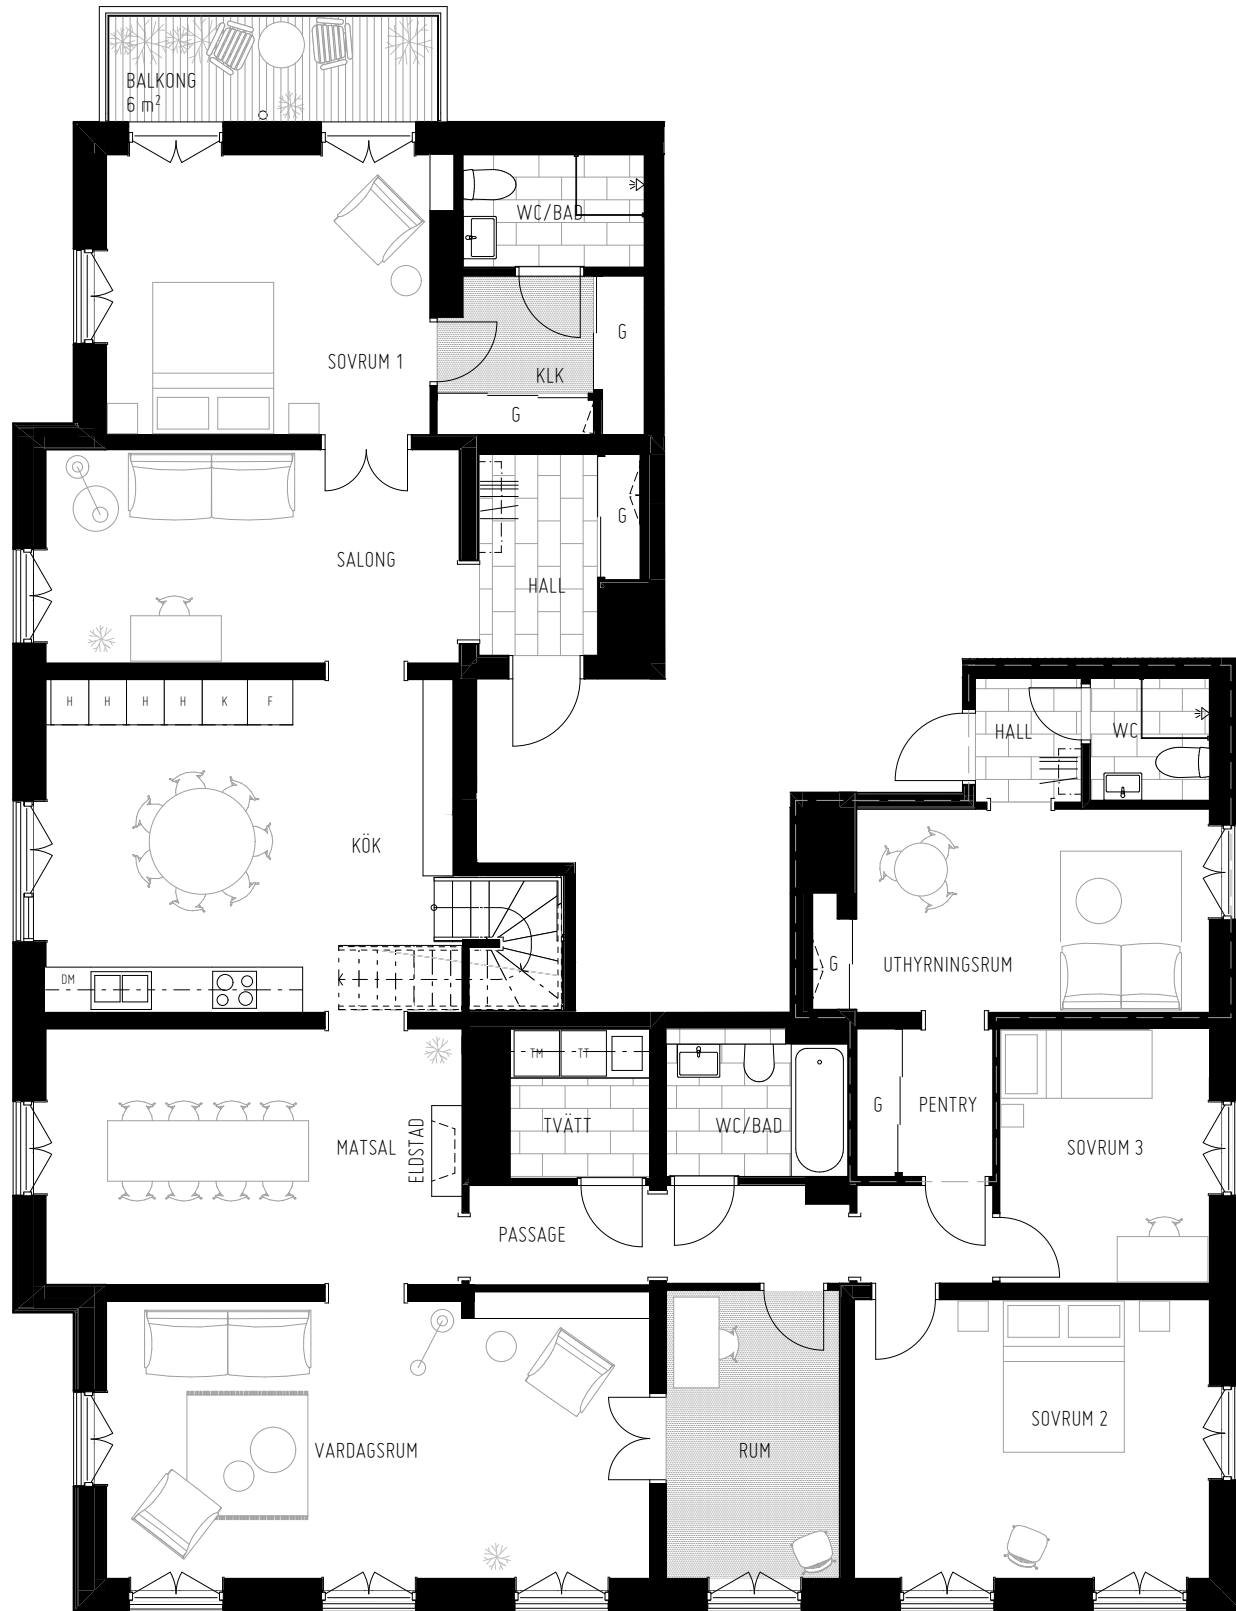 BALKONG
6 m²
WC/BAD
G
SOVRUM 1
KLK
G
G
SALONG
HALL
H H H H K F
HALL
WC
KÖK
G
UTHYRNINGSRUM
DM
TM TT
TVÄTT
WC/BAD
G
PENTRY
MATSAL
ELDSTAD
SOVRUM 3
PASSAGE
SOVRUM 2
VARDAGSRUM
RUM